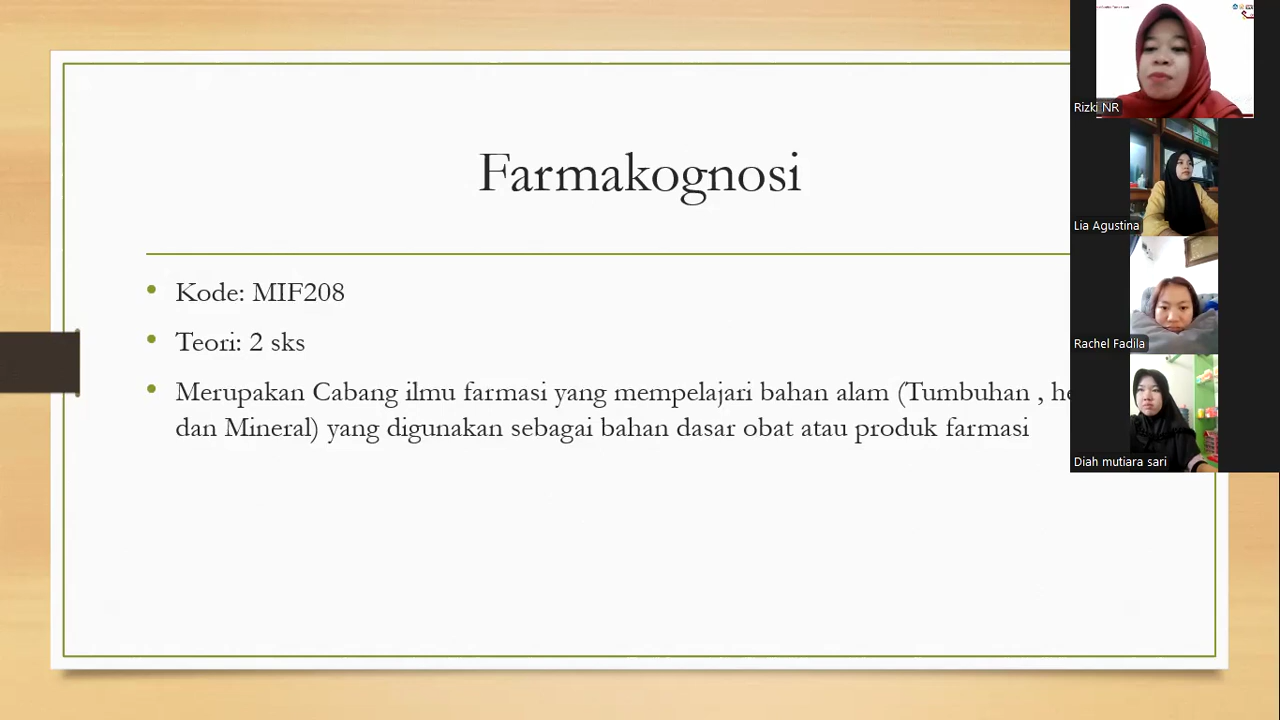 Farmakognosi
Kode: MIF208
Teori: 2 sks
Merupakan Cabang ilmu farmasi yang mempelajari bahan alam (Tumbuhan ,
dan Mineral) yang digunakan sebagai bahan dasar obat atau produk farmasi
Rizki NR
Lia Agustina
Rachel Fadila
Diah mutiara sari